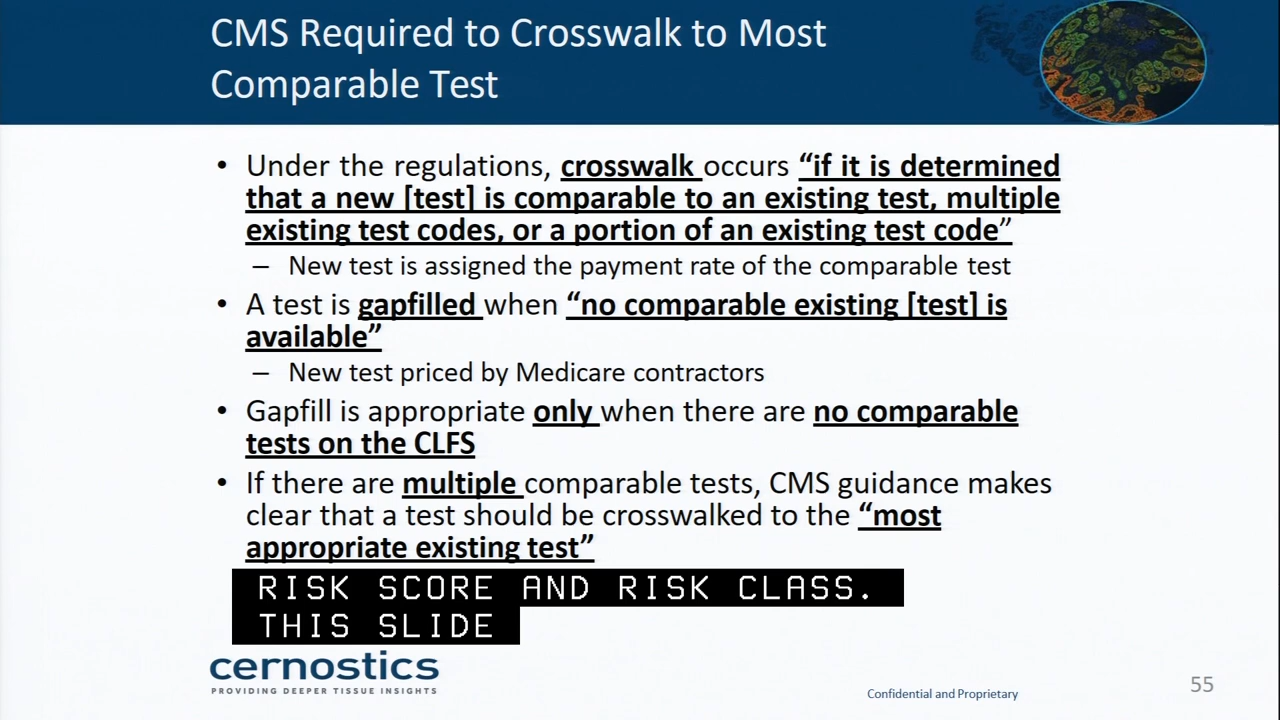 CMS Required to Crosswalk to Most
Comparable Test
• Under the regulations, crosswalk occurs “if it is determined
that a new [test] is comparable to an existing test, multiple
existing test codes, or a portion of an existing test code”
– New test is assigned the payment rate of the comparable test
• A test is gapfilled when “no comparable existing [test] is
available”
– New test priced by Medicare contractors
• Gapfill is appropriate only when there are no comparable
tests on the CLFS
• If there are multiple comparable tests, CMS guidance makes
clear that a test should be crosswalked to the “most
appropriate existing test”
RISK SCORE AND RISK CLASS.
THIS SLIDE
cernostics
PROVIDING DEEPER TISSUE INSIGHTS
Confidential and Proprietary
55